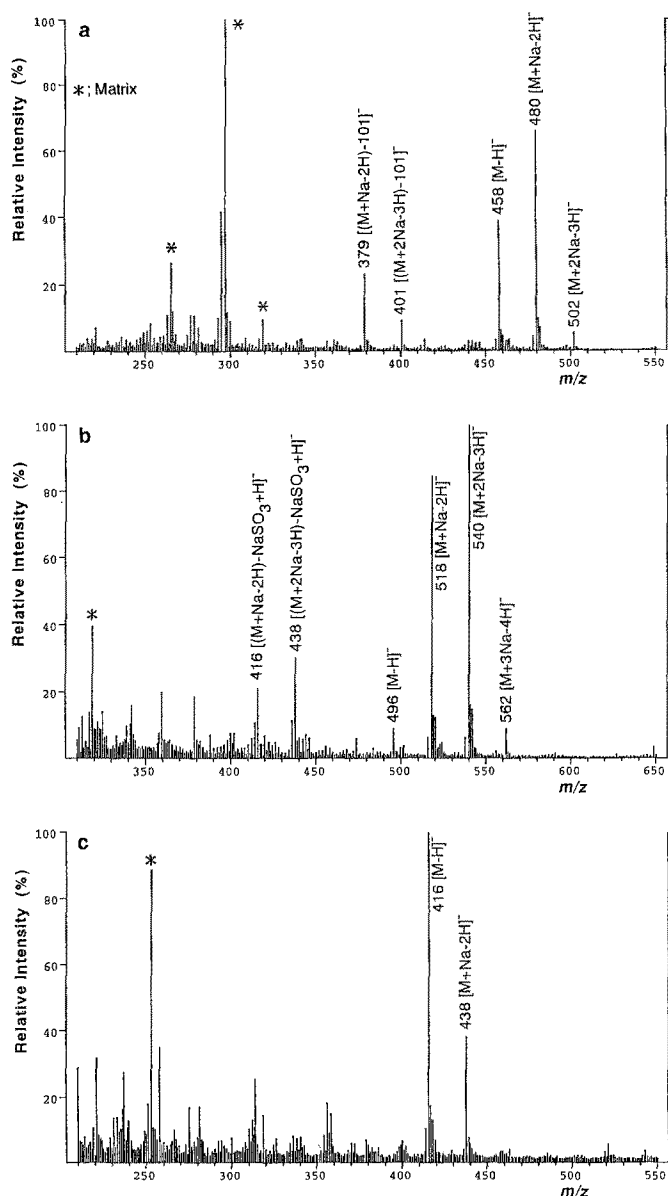 a
Relative Intensity (%)
100
80
60
40
20
* ; Matrix
*
*
*
379 [(M+Na-2H)-101]⁻
401 [(M+2Na-3H)-101]⁻
458 [M-H]⁻
480 [M+Na-2H]⁻
502 [M+2Na-3H]⁻
250 300 350 400 450 500 550
m/z
b
Relative Intensity (%)
100
80
60
40
20
*
416 [(M+Na-2H)-NaSO₃+H]⁻
438 [(M+2Na-3H)-NaSO₃+H]⁻
496 [M-H]⁻
518 [M+Na-2H]⁻
540 [M+2Na-3H]⁻
562 [M+3Na-4H]⁻
350 400 450 500 550 600 650
m/z
c
Relative Intensity (%)
100
80
60
40
20
*
416 [M-H]⁻
438 [M+Na-2H]⁻
250 300 350 400 450 500 550
m/z